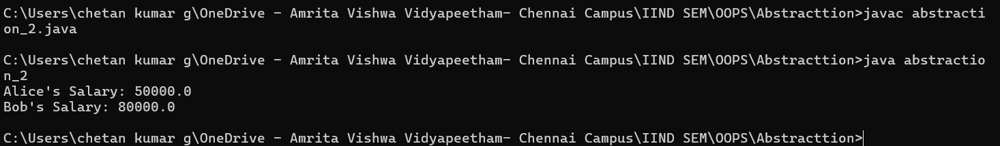 C:\Users\chetan kumar g\OneDrive - Amrita Vishwa Vidyapeetham- Chennai Campus\IIND SEM\OOPS\Abstracttion>javac abstracti
on_2.java
C:\Users\chetan kumar g\OneDrive - Amrita Vishwa Vidyapeetham- Chennai Campus\IIND SEM\OOPS\Abstracttion>java abstractio
n_2
Alice's Salary: 50000.0
Bob's Salary: 80000.0
C:\Users\chetan kumar g\OneDrive - Amrita Vishwa Vidyapeetham- Chennai Campus\IIND SEM\OOPS\Abstracttion>